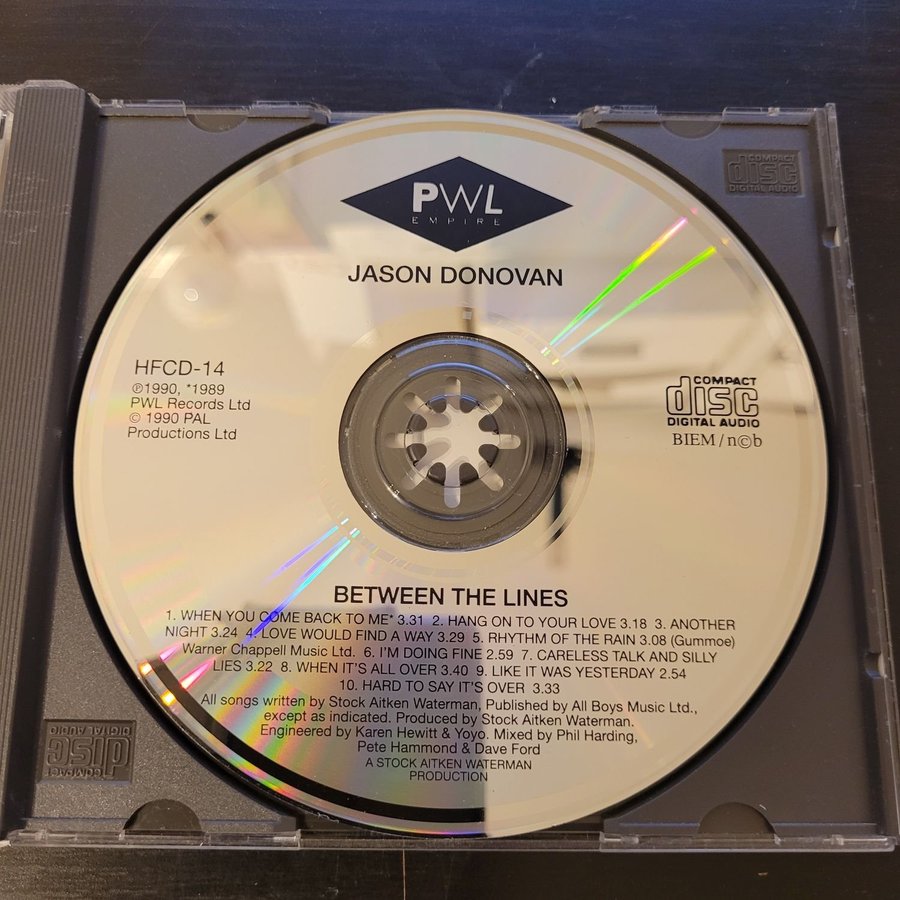 COMPACT
disc
DIGITAL AUDIO
PWL
EMPIRE
JASON DONOVAN
HFCD-14
℗1990, *1989
PWL Records Ltd
© 1990 PAL
Productions Ltd
COMPACT
disc
DIGITAL AUDIO
BIEM / n©b
BETWEEN THE LINES
1. WHEN YOU COME BACK TO ME* 3.31 2. HANG ON TO YOUR LOVE 3.18 3. ANOTHER
NIGHT 3.24 4. LOVE WOULD FIND A WAY 3.29 5. RHYTHM OF THE RAIN 3.08 (Gummoe)
Warner Chappell Music Ltd. 6. I'M DOING FINE 2.59 7. CARELESS TALK AND SILLY
LIES 3.22 8. WHEN IT'S ALL OVER 3.40 9. LIKE IT WAS YESTERDAY 2.54
10. HARD TO SAY IT'S OVER 3.33
All songs written by Stock Aitken Waterman, Published by All Boys Music Ltd.,
except as indicated. Produced by Stock Aitken Waterman.
Engineered by Karen Hewitt & Yoyo. Mixed by Phil Harding,
Pete Hammond & Dave Ford
A STOCK AITKEN WATERMAN
PRODUCTION
COMPACT
disc
DIGITAL AUDIO